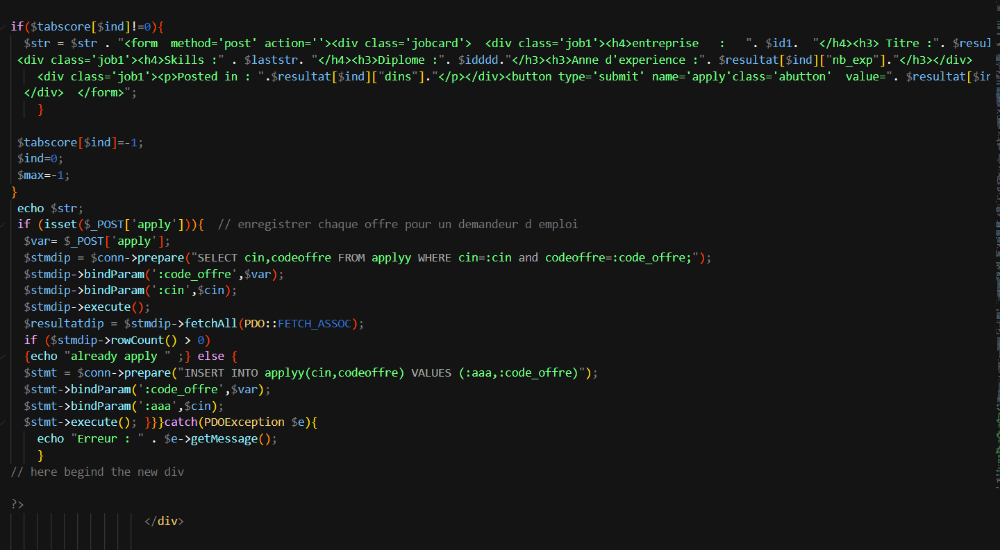 if($tabscore[$ind]!=0){
$str = $str . "<form  method='post' action=''><div class='jobcard'>  <div class='job1'><h4>entreprise   :   ". $id1.  "</h4><h3> Titre :". $resul
<div class='job1'><h4>Skills :" . $laststr. "</h4><h3>Diplome :". $idddd."</h3><h3>Anne d'experience :". $resultat[$ind]["nb_exp"]."</h3></div>
<div class='job1'><p>Posted in : ".$resultat[$ind]["dins"]."</p></div><button type='submit' name='apply'class='abutton'  value=". $resultat[$in
</div>  </form>";
}
$tabscore[$ind]=-1;
$ind=0;
$max=-1;
}
echo $str;
if (isset($_POST['apply'])){  // enregistrer chaque offre pour un demandeur d emploi
$var= $_POST['apply'];
$stmdip = $conn->prepare("SELECT cin,codeoffre FROM applyy WHERE cin=:cin and codeoffre=:code_offre;");
$stmdip->bindParam(':code_offre',$var);
$stmdip->bindParam(':cin',$cin);
$stmdip->execute();
$resultatdip = $stmdip->fetchAll(PDO::FETCH_ASSOC);
if ($stmdip->rowCount() > 0)
{echo "already apply " ;} else {
$stmt = $conn->prepare("INSERT INTO applyy(cin,codeoffre) VALUES (:aaa,:code_offre)");
$stmt->bindParam(':code_offre',$var);
$stmt->bindParam(':aaa',$cin);
$stmt->execute(); }}}catch(PDOException $e){
echo "Erreur : " . $e->getMessage();
}
// here begind the new div
?>
</div>